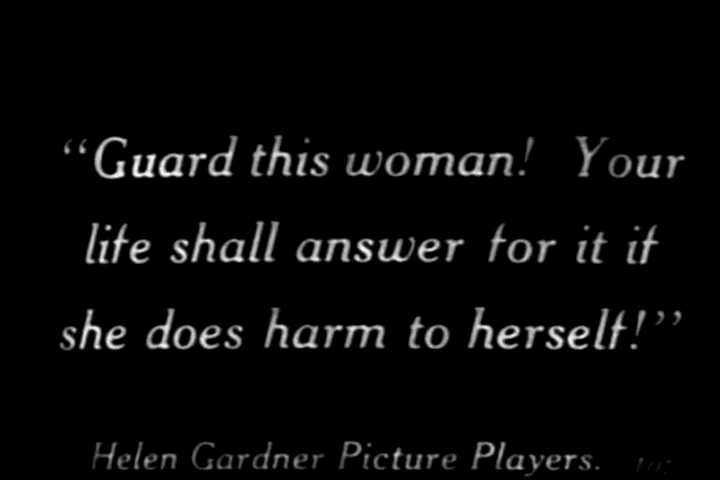 “Guard this woman! Your
life shall answer for it if
she does harm to herself!”
Helen Gardner Picture Players.